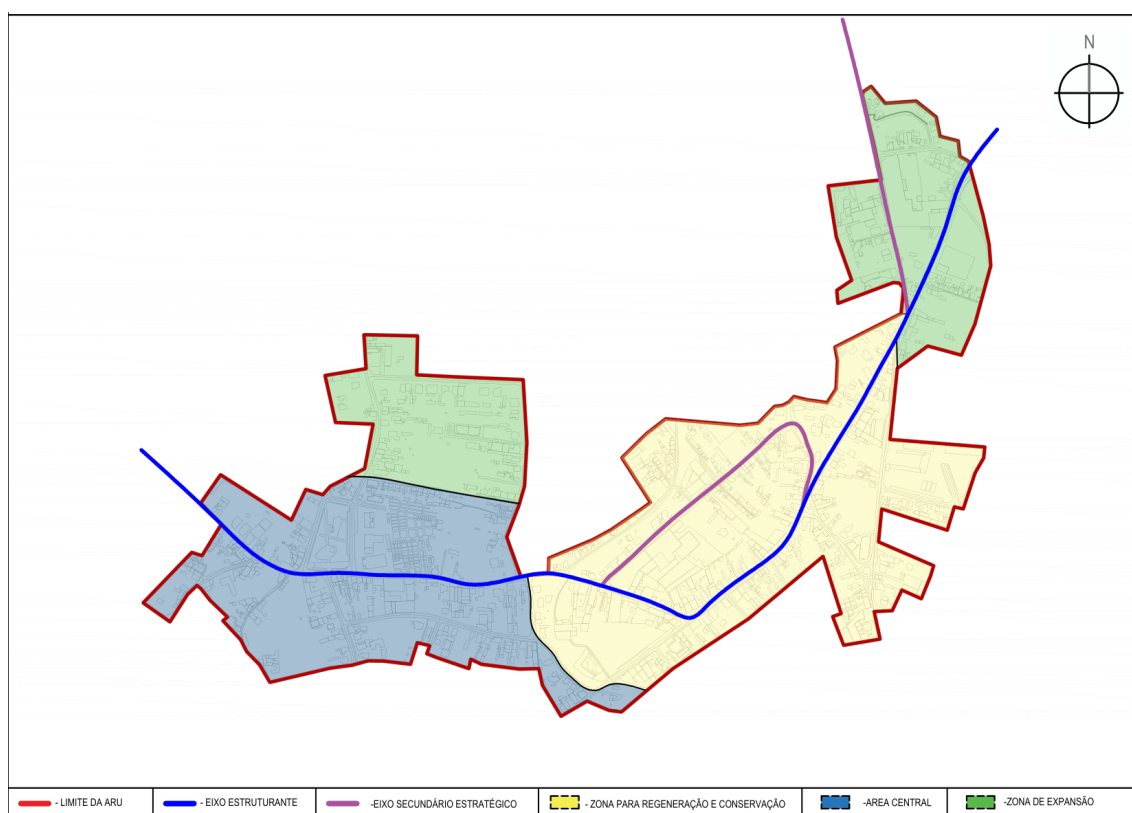 N
- LIMITE DA ARU
- EIXO ESTRUTURANTE
-EIXO SECUNDÁRIO ESTRATÉGICO
- ZONA PARA REGENERAÇÃO E CONSERVAÇÃO
-AREA CENTRAL
-ZONA DE EXPANSÃO